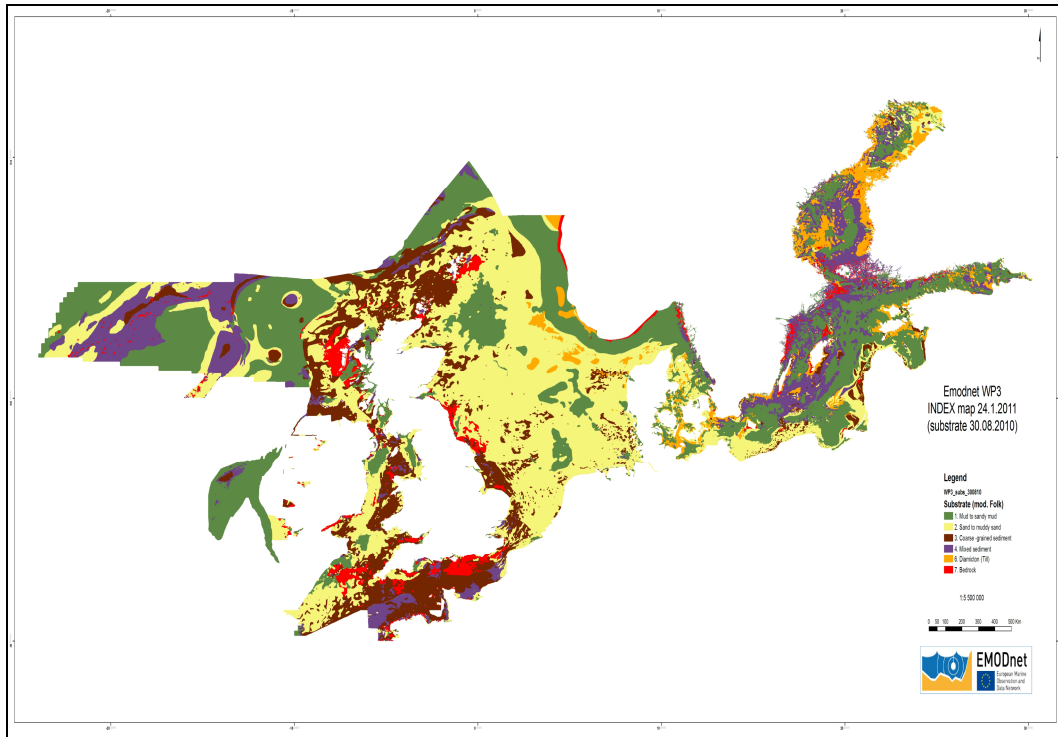 Emodnet WP3
INDEX map 24.1.2011
(substrate 30.08.2010)
Legend
WP3_subs_300810
Substrate (mod. Folk)
1. Mud to sandy mud
2. Sand to muddy sand
3. Coarse -grained sediment
4. Mixed sediment
6. Diamicton (Till)
7. Bedrock
1:5 500 000
0 50 100 200 300 400 500 Km
EMODnet
European Marine
Observation and
Data Network